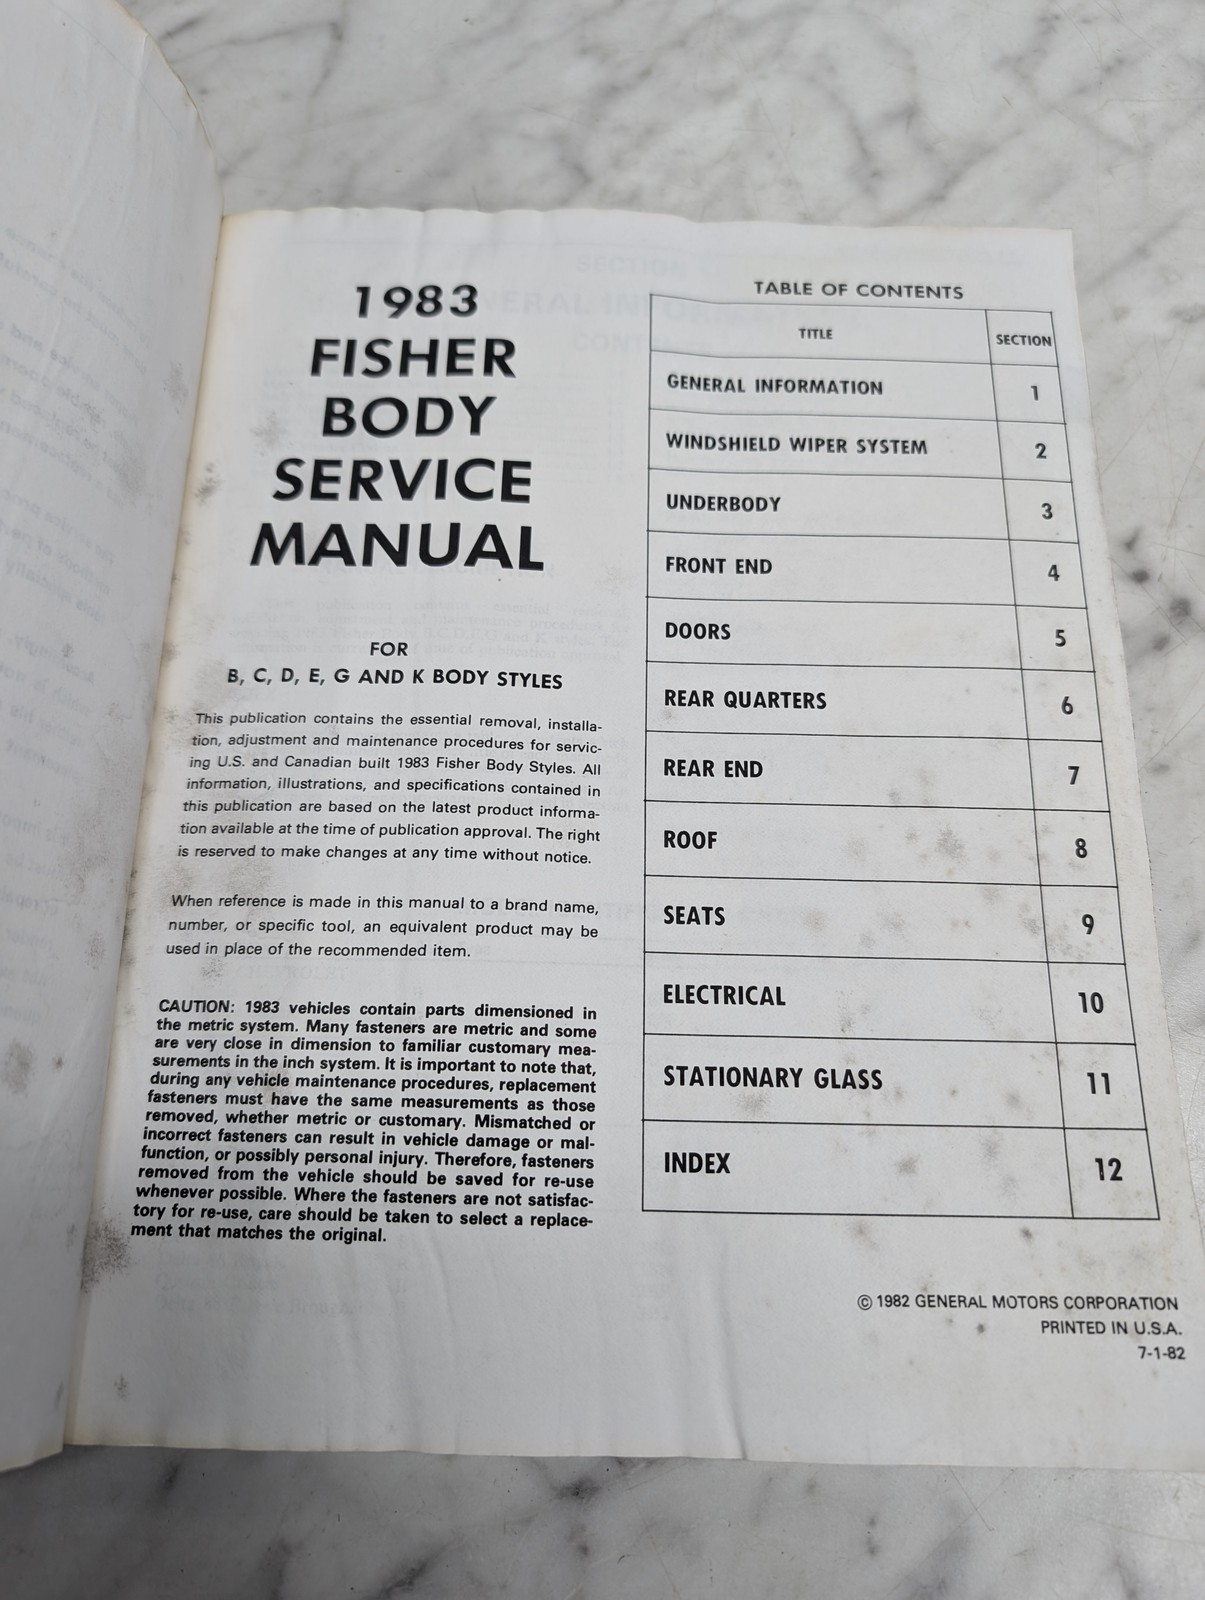 1983
FISHER
BODY
SERVICE
MANUAL
FOR
B, C, D, E, G AND K BODY STYLES
This publication contains the essential removal, installa-
tion, adjustment and maintenance procedures for servic-
ing U.S. and Canadian built 1983 Fisher Body Styles. All
information, illustrations, and specifications contained in
this publication are based on the latest product informa-
tion available at the time of publication approval. The right
is reserved to make changes at any time without notice.
When reference is made in this manual to a brand name,
number, or specific tool, an equivalent product may be
used in place of the recommended item.
CAUTION: 1983 vehicles contain parts dimensioned in
the metric system. Many fasteners are metric and some
are very close in dimension to familiar customary mea-
surements in the inch system. It is important to note that,
during any vehicle maintenance procedures, replacement
fasteners must have the same measurements as those
removed, whether metric or customary. Mismatched or
incorrect fasteners can result in vehicle damage or mal-
function, or possibly personal injury. Therefore, fasteners
removed from the vehicle should be saved for re-use
whenever possible. Where the fasteners are not satisfac-
tory for re-use, care should be taken to select a replace-
ment that matches the original.
TABLE OF CONTENTS
TITLE SECTION
GENERAL INFORMATION 1
WINDSHIELD WIPER SYSTEM 2
UNDERBODY 3
FRONT END 4
DOORS 5
REAR QUARTERS 6
REAR END 7
ROOF 8
SEATS 9
ELECTRICAL 10
STATIONARY GLASS 11
INDEX 12
© 1982 GENERAL MOTORS CORPORATION
PRINTED IN U.S.A.
7-1-82